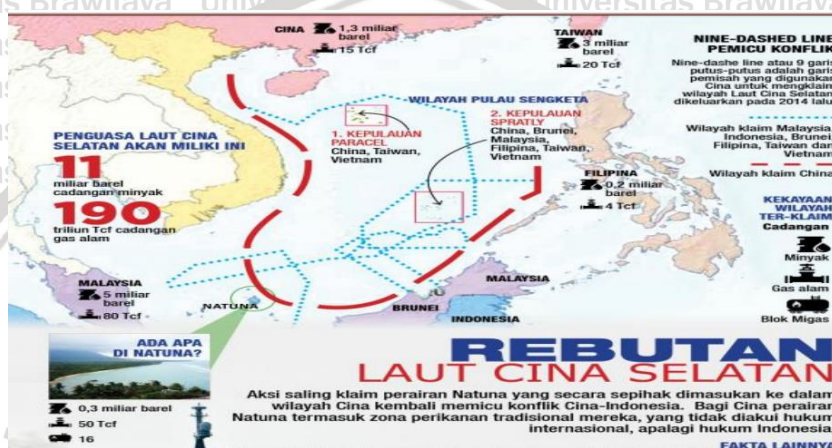 CINA
1,3 miliar
barel
15 Tcf
TAIWAN
3 miliar
barel
20 Tcf
NINE-DASHED LINE
PEMICU KONFLIK
Nine-dashe line atau 9 garis
putus-putus adalah garis
pemisah yang digunakan
Cina untuk mengklaim
wilayah Laut Cina Selatan
dikeluarkan pada 2014 lalu
Wilayah klaim Malaysia,
Indonesia, Brunei,
Filipina, Taiwan dan
Vietnam
Wilayah klaim China
KEKAYAAN
WILAYAH
TER-KLAIM
Cadangan
Minyak
Gas alam
Blok Migas
WILAYAH PULAU SENGKETA
1. KEPULAUAN
PARACEL
China, Taiwan,
Vietnam
2. KEPULAUAN
SPRATLY
China, Brunei,
Malaysia,
Filipina, Taiwan,
Vietnam
PENGUASA LAUT CINA
SELATAN AKAN MILIKI INI
11
miliar barel
cadangan minyak
190
triliun Tcf cadangan
gas alam
FILIPINA
0,2 miliar
barel
4 Tcf
MALAYSIA
5 miliar
barel
80 Tcf
NATUNA
MALAYSIA
BRUNEI
INDONESIA
ADA APA
DI NATUNA?
0,3 miliar barel
50 Tcf
16
REBUTAN
LAUT CINA SELATAN
Aksi saling klaim perairan Natuna yang secara sepihak dimasukan ke dalam
wilayah Cina kembali memicu konflik Cina-Indonesia. Bagi Cina perairan
Natuna termasuk zona perikanan tradisional mereka, yang tidak diakui hukum
internasional, apalagi hukum Indonesia
FAKTA LAINNYA